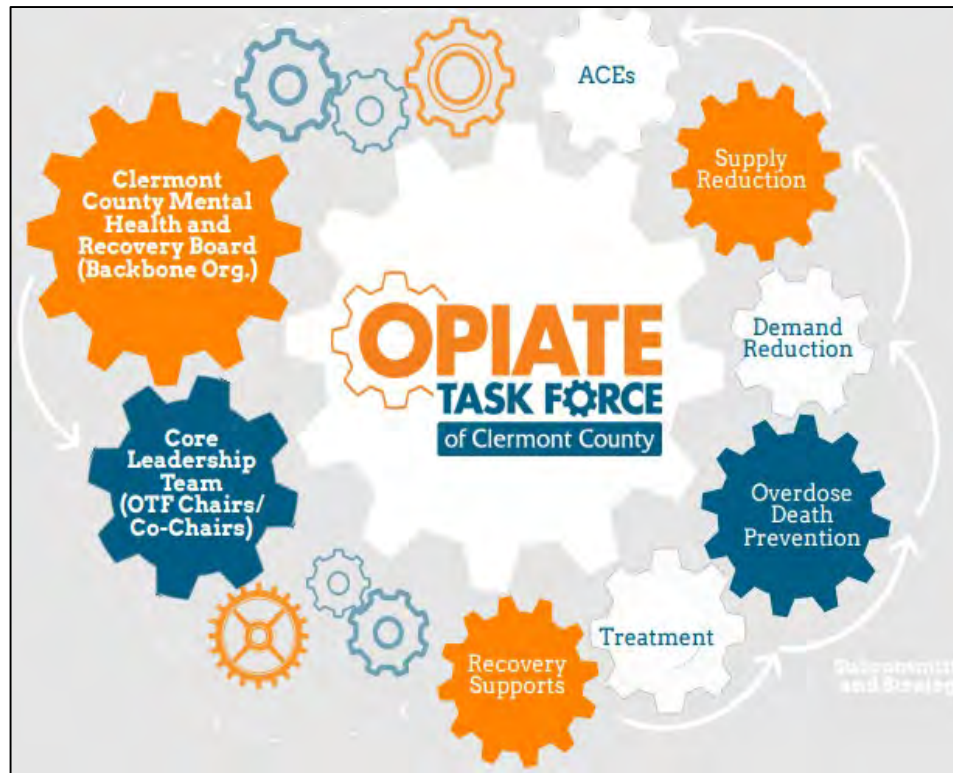 ACEs
Supply
Reduction
Clermont
County Mental
Health and
Recovery Board
(Backbone Org.)
OPIATE
TASK FORCE
of Clermont County
Demand
Reduction
Core
Leadership
Team
(OTF Chairs/
Co-Chairs)
Overdose
Death
Prevention
Treatment
Recovery
Supports
and